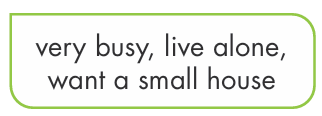 very busy, live alone,
want a small house